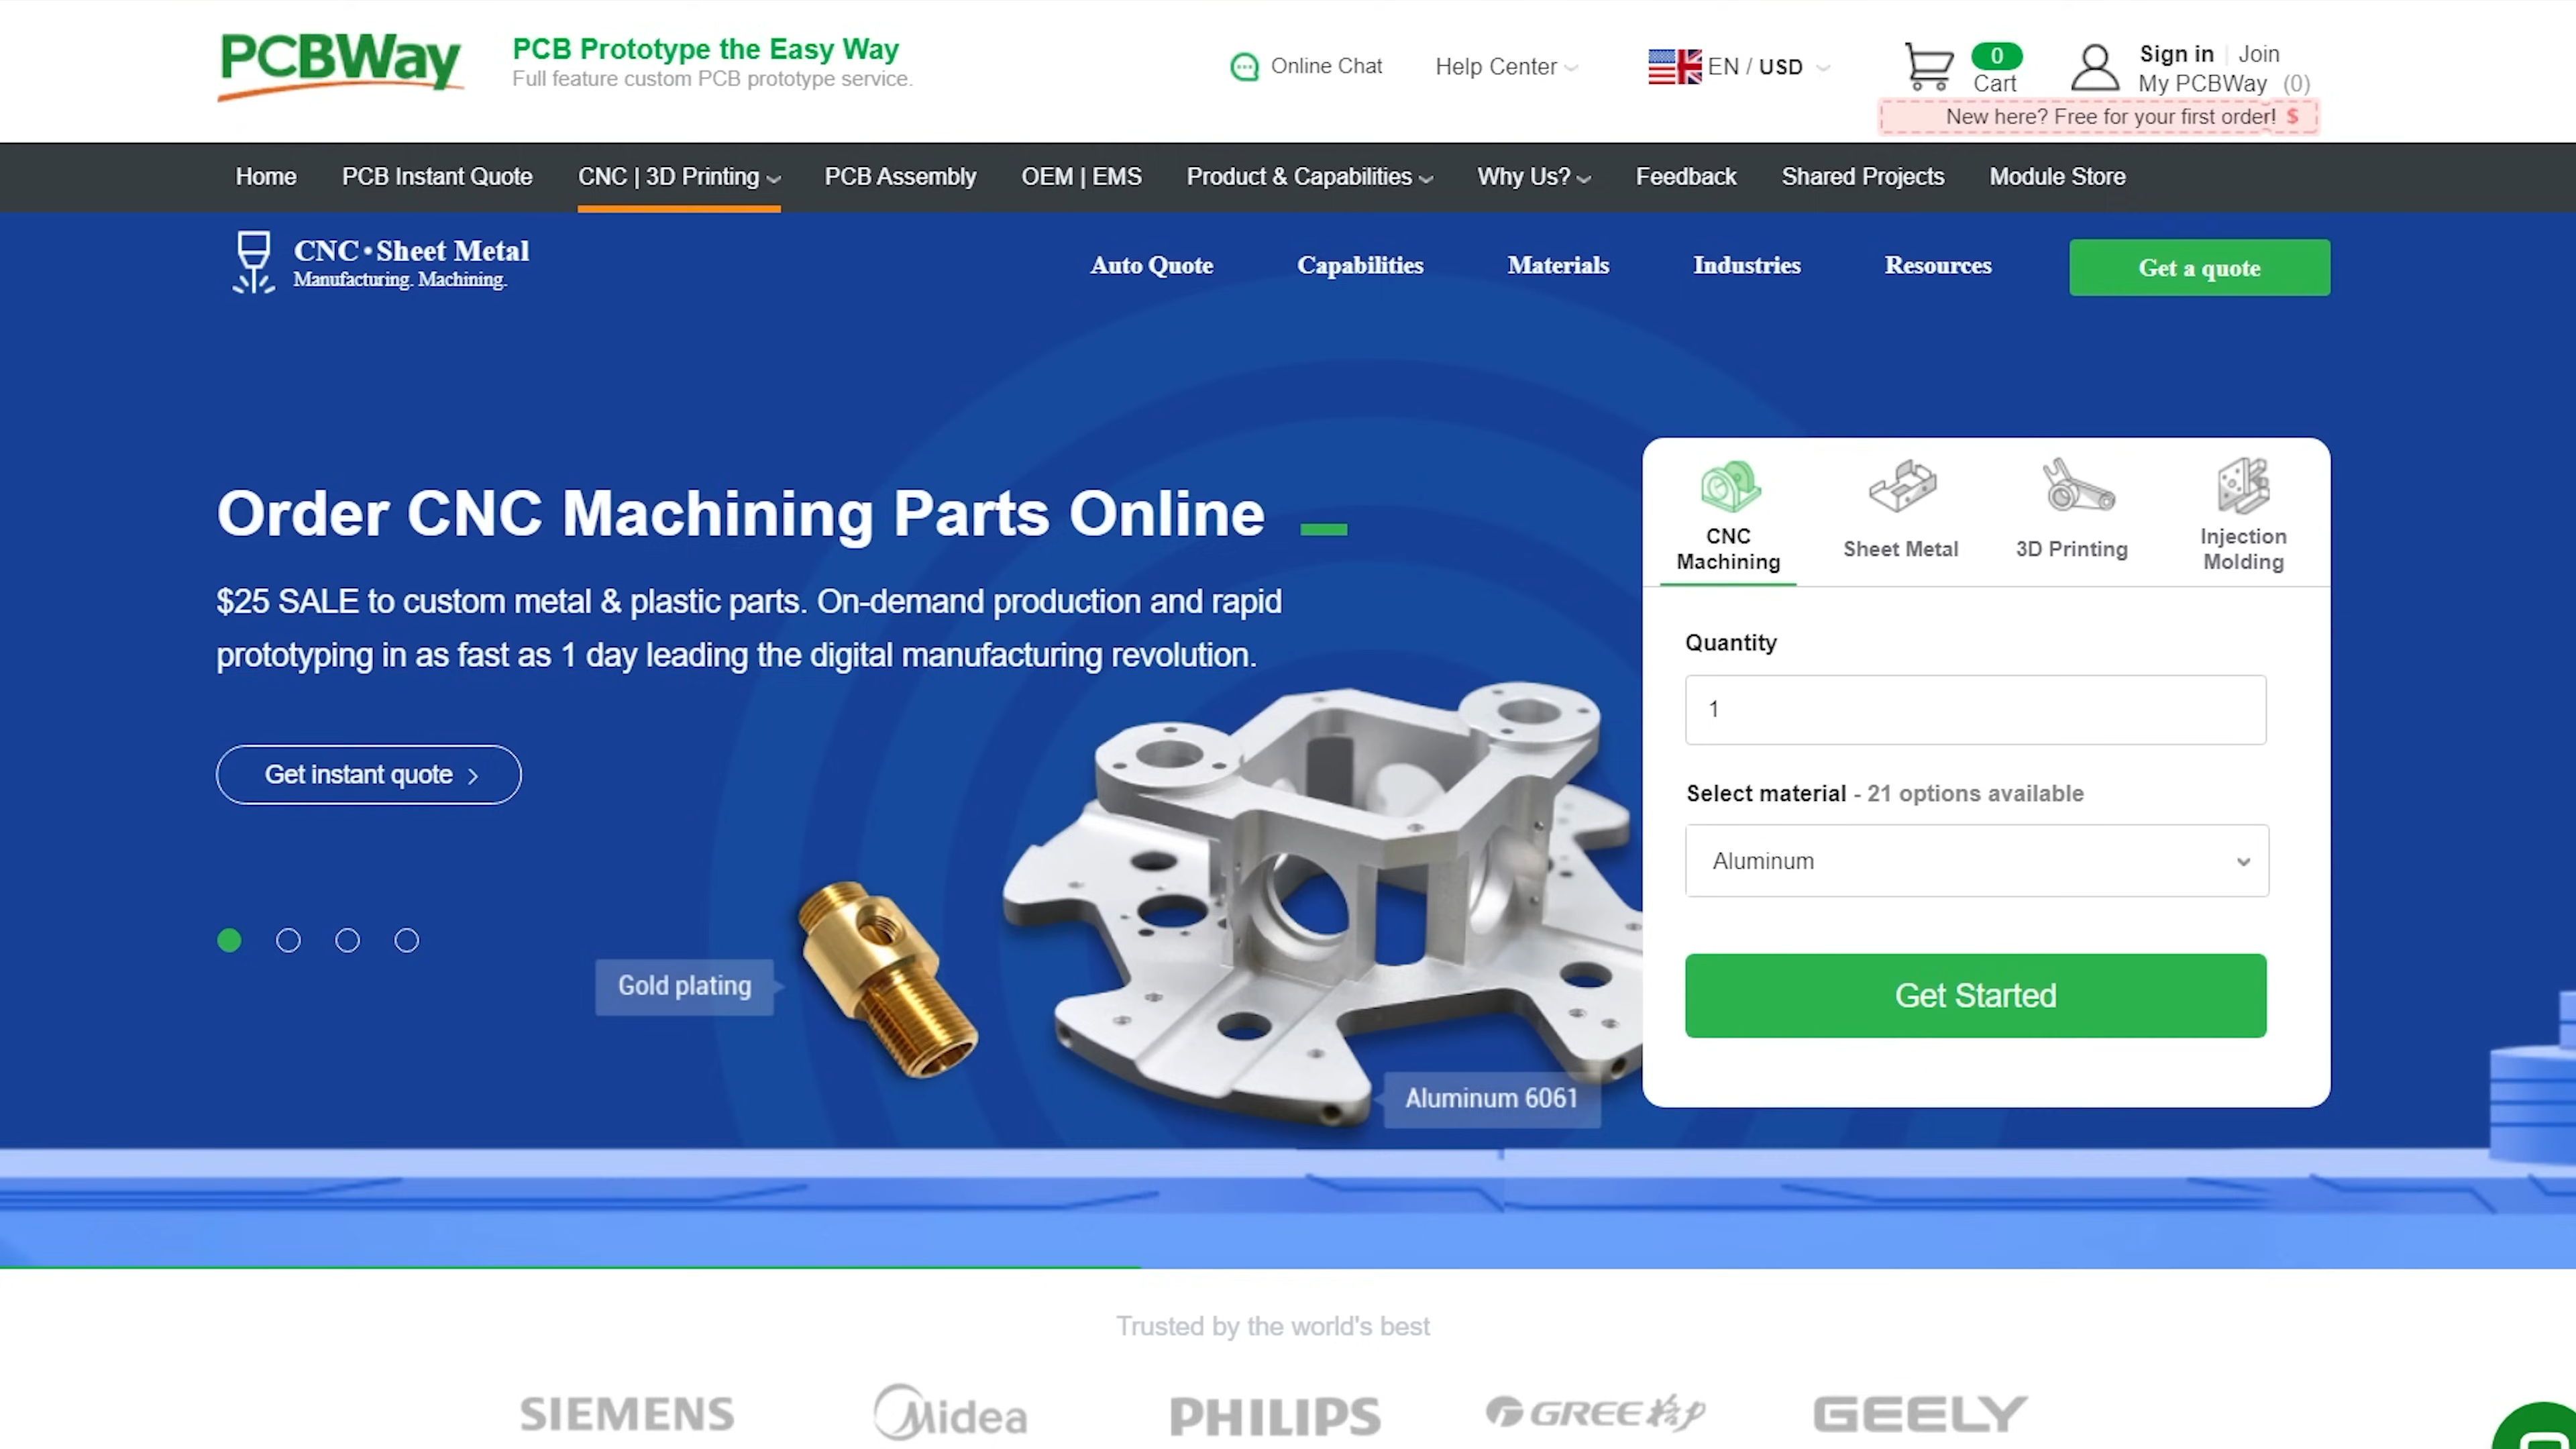 PCBWay
PCB Prototype the Easy Way
Full feature custom PCB prototype service.
Online Chat
Help Center
EN / USD
0
Cart
Sign in | Join
My PCBWay (0)
New here? Free for your first order! $
Home
PCB Instant Quote
CNC | 3D Printing
PCB Assembly
OEM | EMS
Product & Capabilities
Why Us?
Feedback
Shared Projects
Module Store
CNC • Sheet Metal
Manufacturing. Machining.
Auto Quote
Capabilities
Materials
Industries
Resources
Get a quote
Order CNC Machining Parts Online
$25 SALE to custom metal & plastic parts. On-demand production and rapid
prototyping in as fast as 1 day leading the digital manufacturing revolution.
Get instant quote >
Gold plating
Aluminum 6061
CNC
Machining
Sheet Metal
3D Printing
Injection
Molding
Quantity
1
Select material - 21 options available
Aluminum
Get Started
Trusted by the world's best
SIEMENS
Midea
PHILIPS
GREE格力
GEELY